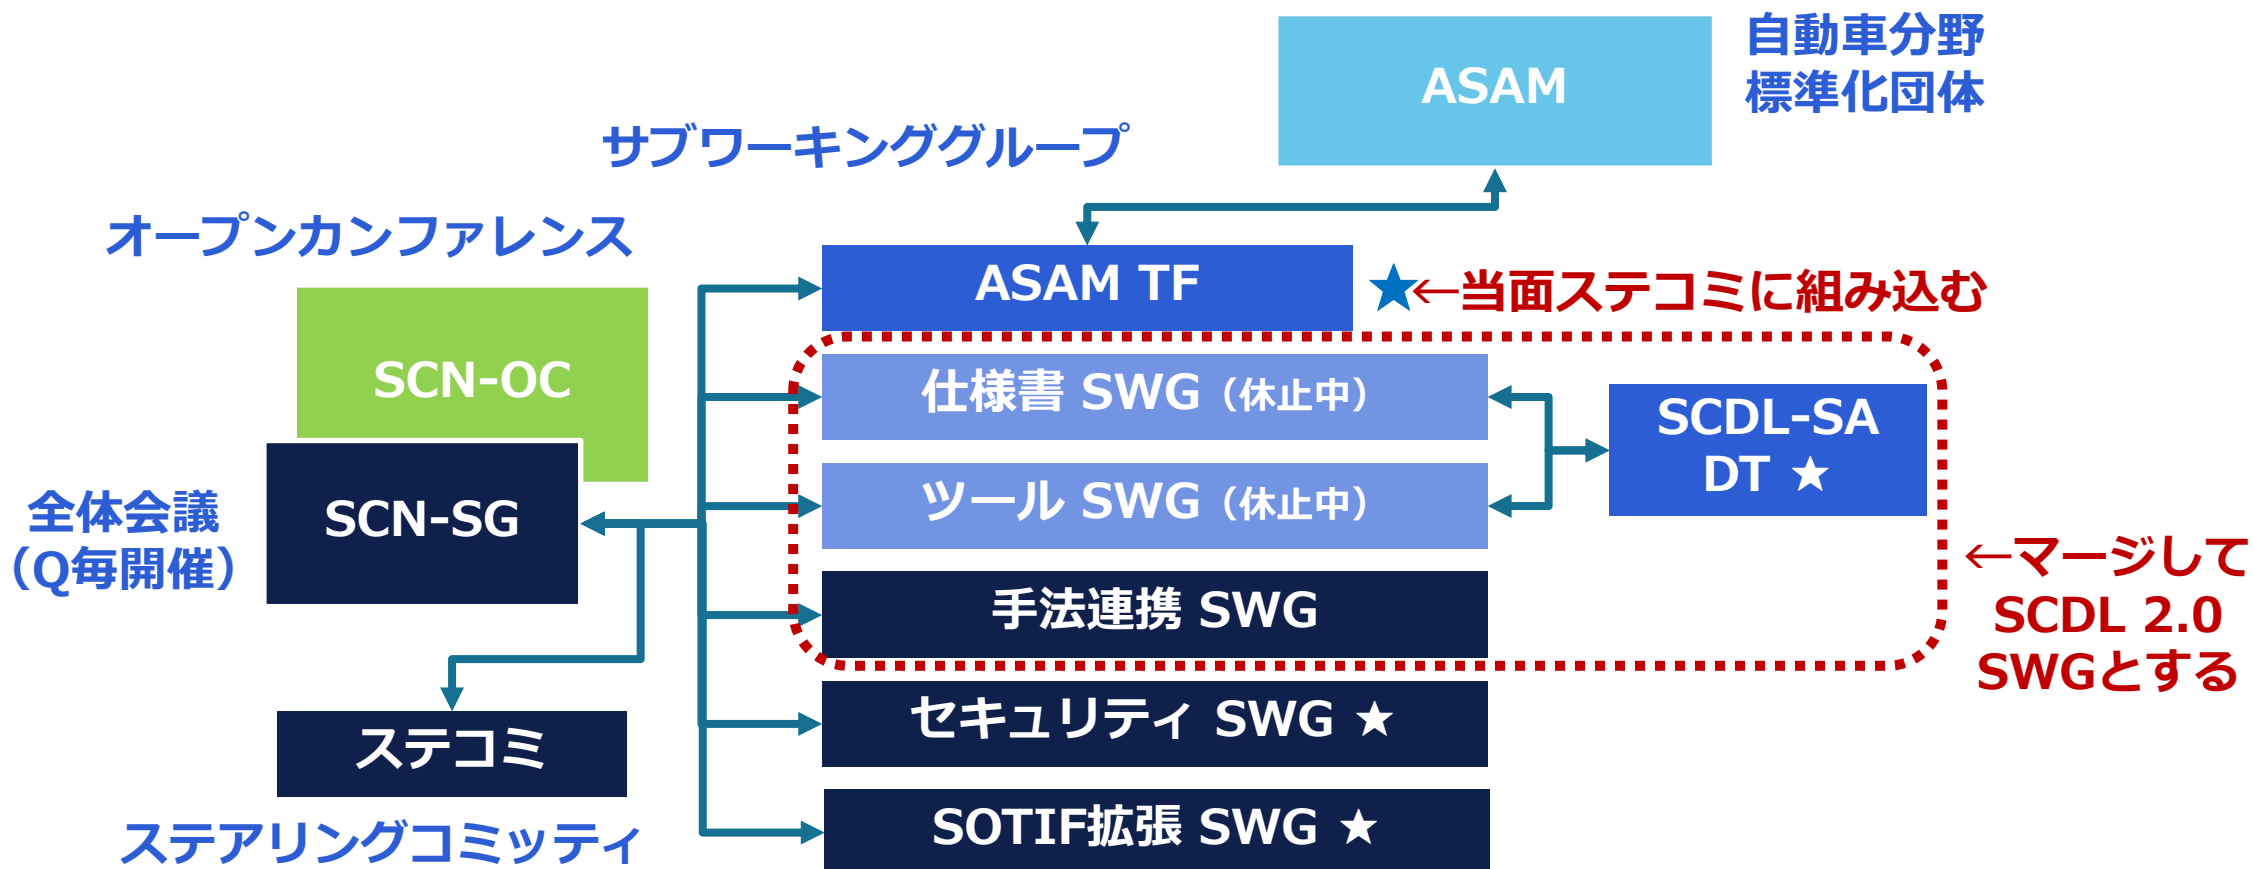 自動車分野
標準化団体
ASAM
サブワーキンググループ
オープンカンファレンス
ASAM TF
★←当面ステコミに組み込む
SCN-OC
仕様書 SWG（休止中）
SCDL-SA
DT ★
ツール SWG（休止中）
SCN-SG
全体会議
（Q毎開催）
←マージして
SCDL 2.0
SWGとする
手法連携 SWG
セキュリティ SWG ★
ステコミ
ステアリングコミッティ
SOTIF拡張 SWG ★